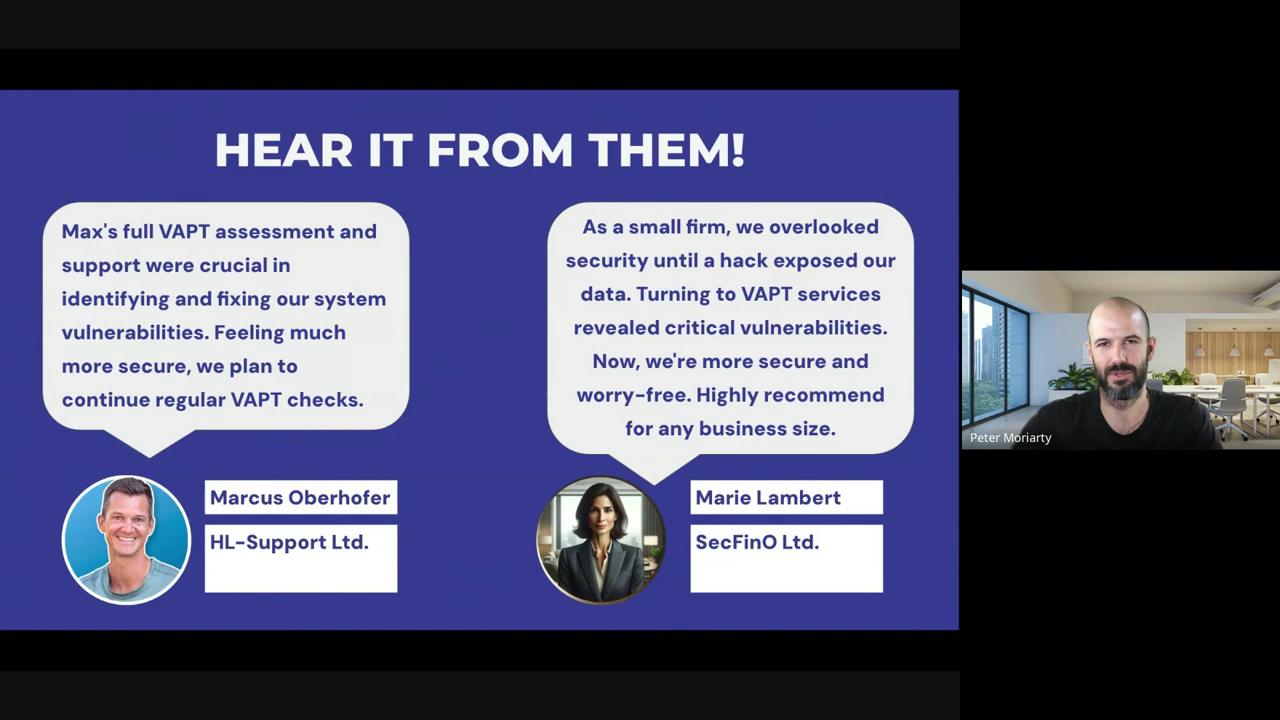 HEAR IT FROM THEM!
Max's full VAPT assessment and
support were crucial in
identifying and fixing our system
vulnerabilities. Feeling much
more secure, we plan to
continue regular VAPT checks.
Marcus Oberhofer
HL-Support Ltd.
As a small firm, we overlooked
security until a hack exposed our
data. Turning to VAPT services
revealed critical vulnerabilities.
Now, we're more secure and
worry-free. Highly recommend
for any business size.
Marie Lambert
SecFinO Ltd.
Peter Moriarty